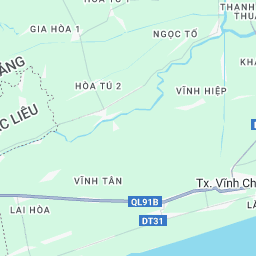 THẠNH
GIA HÒA 1
NGỌC TỐ
HÒA TÚ 2
VĨNH HIỆP
VĨNH TÂN
Tx. Vĩnh Ch
QL91B
LAI HÒA
DT31